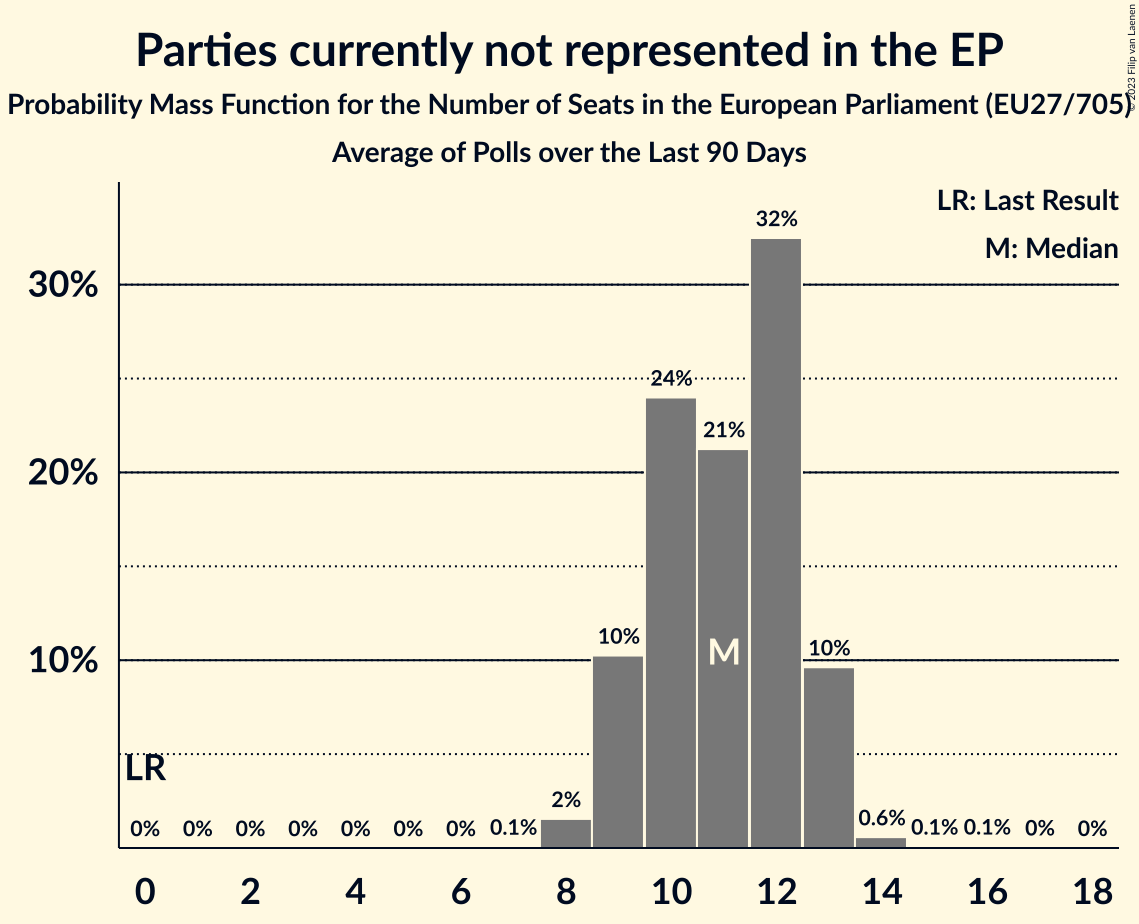 Parties currently not represented in the EP
Probability Mass Function for the Number of Seats in the European Parliament (EU27/705)
Average of Polls over the Last 90 Days
© 2023 Filip van Laenen
LR: Last Result
M: Median
32%
30%
24%
21%
20%
10%
M
10%
10%
LR
2%
0.6%
0% 0% 0% 0% 0% 0% 0% 0.1% 0.1% 0.1% 0% 0%
0 2 4 6 8 10 12 14 16 18